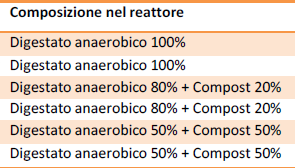 Composizione nel reattore
Digestato anaerobico 100%
Digestato anaerobico 100%
Digestato anaerobico 80% + Compost 20%
Digestato anaerobico 80% + Compost 20%
Digestato anaerobico 50% + Compost 50%
Digestato anaerobico 50% + Compost 50%